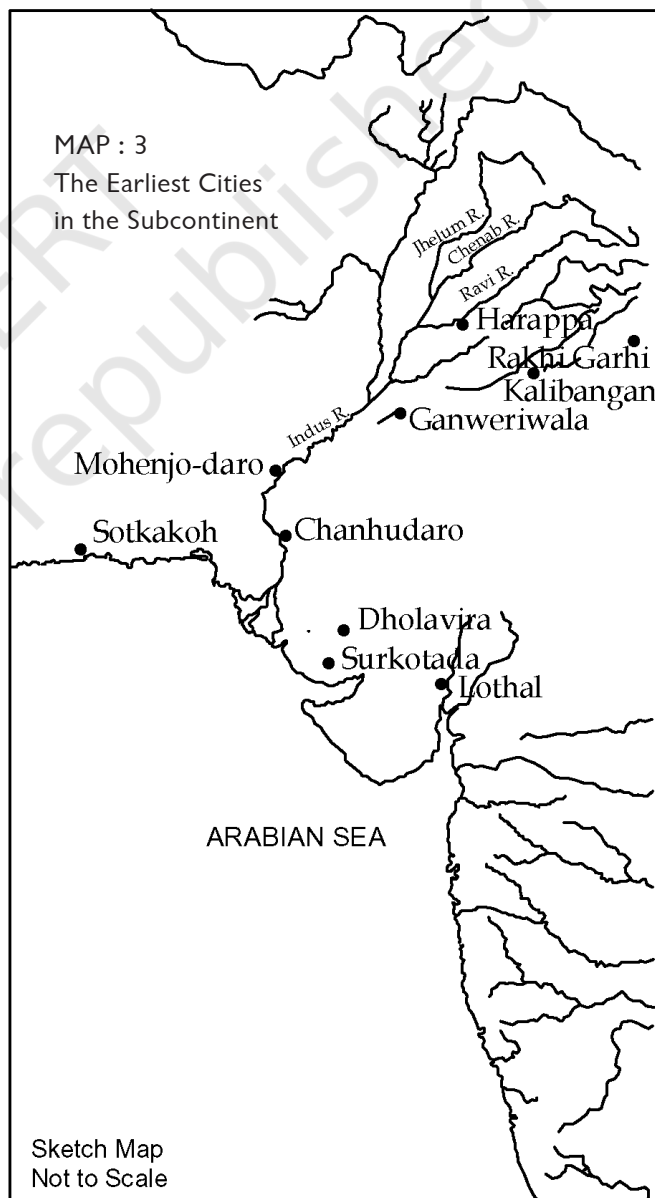 MAP : 3
The Earliest Cities
in the Subcontinent
Jhelum R.
Chenab R.
Ravi R.
Harappa
Rakhi Garhi
Kalibangan
Ganweriwala
Indus R.
Mohenjo-daro
Sotkakoh
Chanhudaro
Dholavira
Surkotada
Lothal
ARABIAN SEA
Sketch Map
Not to Scale
republished